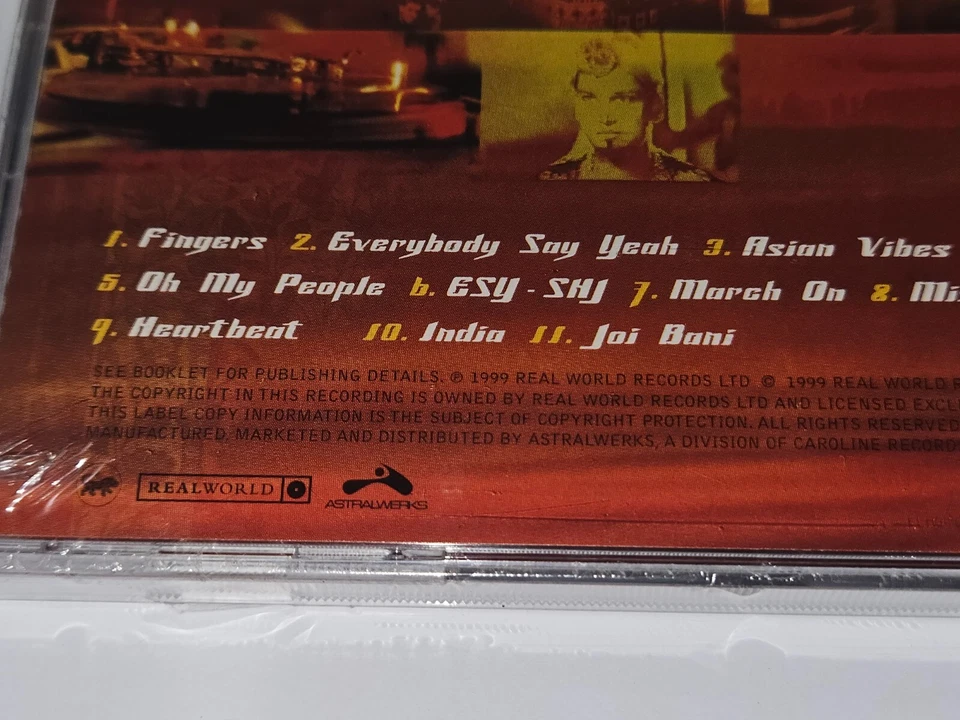 1. Fingers 2. Everybody Say Yeah 3. Asian Vibes
5. Oh My People 6. ESY - SHJ 7. March On 8. Mi
9. Heartbeat 10. India 11. Joi Bani
SEE BOOKLET FOR PUBLISHING DETAILS. ℗ 1999 REAL WORLD RECORDS LTD © 1999 REAL WORLD
THE COPYRIGHT IN THIS RECORDING IS OWNED BY REAL WORLD RECORDS LTD AND LICENSED EXCL
THIS LABEL COPY INFORMATION IS THE SUBJECT OF COPYRIGHT PROTECTION. ALL RIGHTS RESERVED
MANUFACTURED, MARKETED AND DISTRIBUTED BY ASTRALWERKS, A DIVISION OF CAROLINE RECORD
REALWORLD
ASTRALWERKS